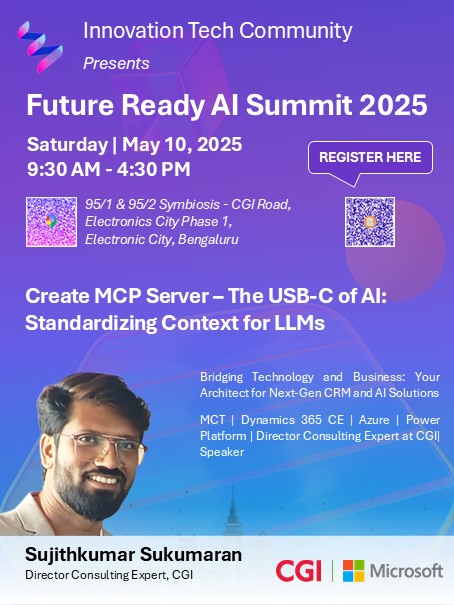 Innovation Tech Community
Presents
Future Ready AI Summit 2025
Saturday | May 10, 2025
9:30 AM - 4:30 PM
REGISTER HERE
95/1 & 95/2 Symbiosis - CGI Road,
Electronics City Phase 1,
Electronic City, Bengaluru
Create MCP Server – The USB-C of AI:
Standardizing Context for LLMs
Bridging Technology and Business: Your
Architect for Next-Gen CRM and AI Solutions
MCT | Dynamics 365 CE | Azure | Power
Platform | Director Consulting Expert at CGI|
Speaker
Sujithkumar Sukumaran
Director Consulting Expert, CGI
CGI | Microsoft